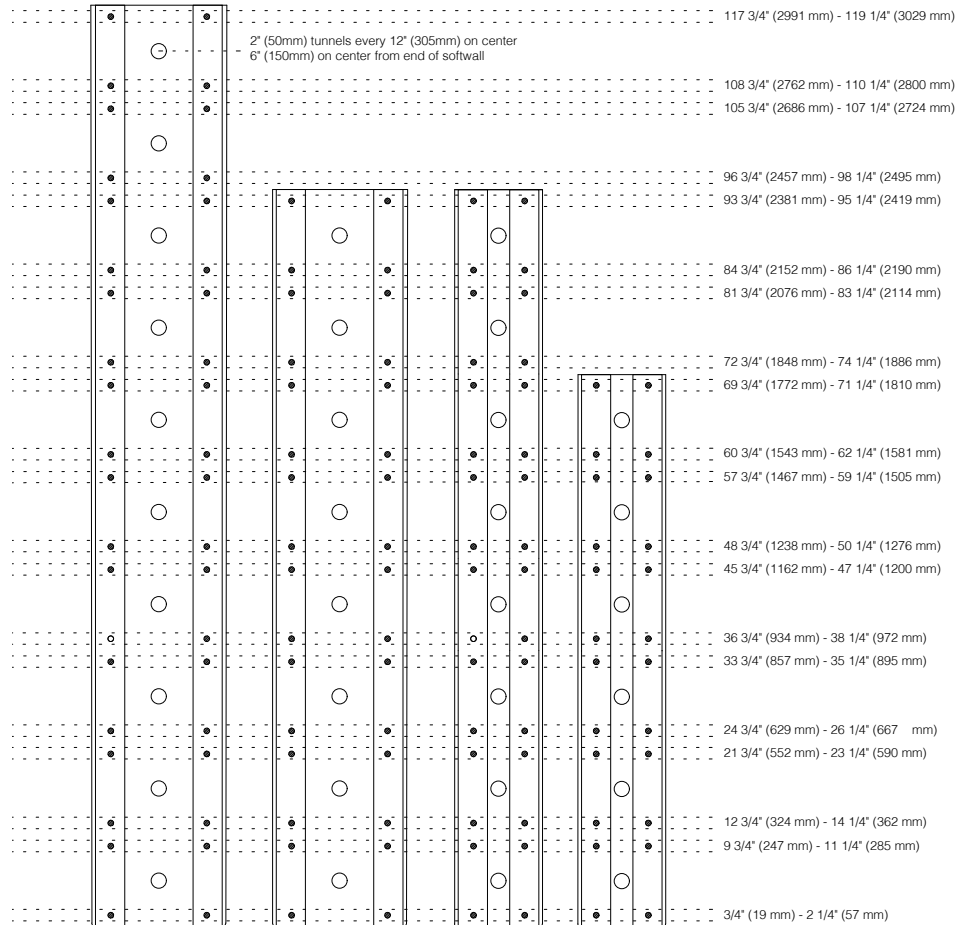 117 3/4" (2991 mm) - 119 1/4" (3029 mm)
2" (50mm) tunnels every 12" (305mm) on center
6" (150mm) on center from end of softwall
108 3/4" (2762 mm) - 110 1/4" (2800 mm)
105 3/4" (2686 mm) - 107 1/4" (2724 mm)
96 3/4" (2457 mm) - 98 1/4" (2495 mm)
93 3/4" (2381 mm) - 95 1/4" (2419 mm)
84 3/4" (2152 mm) - 86 1/4" (2190 mm)
81 3/4" (2076 mm) - 83 1/4" (2114 mm)
72 3/4" (1848 mm) - 74 1/4" (1886 mm)
69 3/4" (1772 mm) - 71 1/4" (1810 mm)
60 3/4" (1543 mm) - 62 1/4" (1581 mm)
57 3/4" (1467 mm) - 59 1/4" (1505 mm)
48 3/4" (1238 mm) - 50 1/4" (1276 mm)
45 3/4" (1162 mm) - 47 1/4" (1200 mm)
36 3/4" (934 mm) - 38 1/4" (972 mm)
33 3/4" (857 mm) - 35 1/4" (895 mm)
24 3/4" (629 mm) - 26 1/4" (667 mm)
21 3/4" (552 mm) - 23 1/4" (590 mm)
12 3/4" (324 mm) - 14 1/4" (362 mm)
9 3/4" (247 mm) - 11 1/4" (285 mm)
3/4" (19 mm) - 2 1/4" (57 mm)